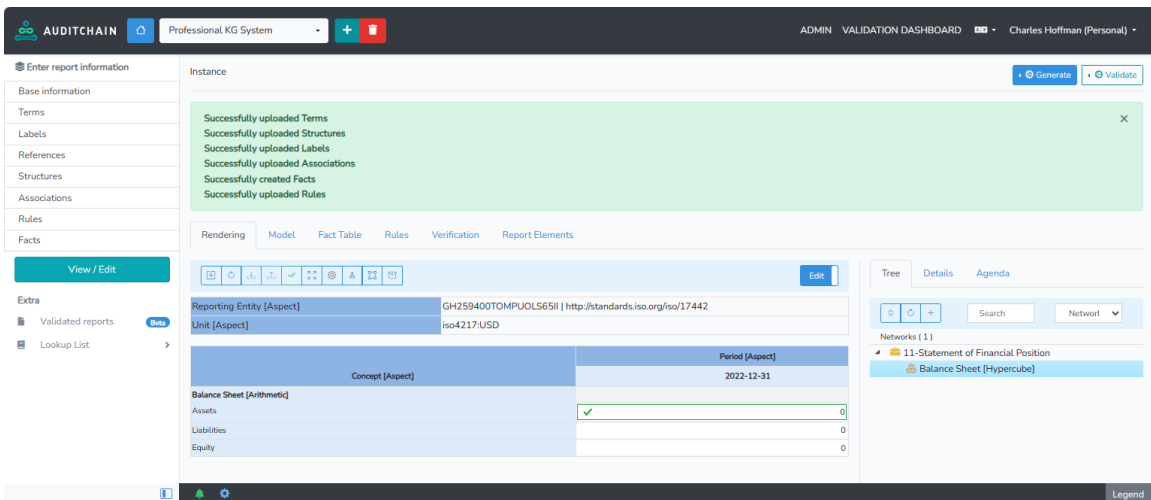 AUDITCHAIN
Professional KG System
ADMIN VALIDATION DASHBOARD Charles Hoffman (Personal)
Enter report information
Base information
Terms
Labels
References
Structures
Associations
Rules
Facts
View / Edit
Extra
Validated reports Beta
Lookup List
Instance
Generate Validate
Successfully uploaded Terms
Successfully uploaded Structures
Successfully uploaded Labels
Successfully uploaded Associations
Successfully created Facts
Successfully uploaded Rules
Rendering Model Fact Table Rules Verification Report Elements
Edit
Reporting Entity [Aspect] GH259400TOMPUOLS65II | http://standards.iso.org/iso/17442
Unit [Aspect] iso4217:USD
Period [Aspect]
Concept [Aspect] 2022-12-31
Balance Sheet [Arithmetic]
Assets 0
Liabilities 0
Equity 0
Tree Details Agenda
Search Networl
Networks ( 1 )
11-Statement of Financial Position
Balance Sheet [Hypercube]
Legend